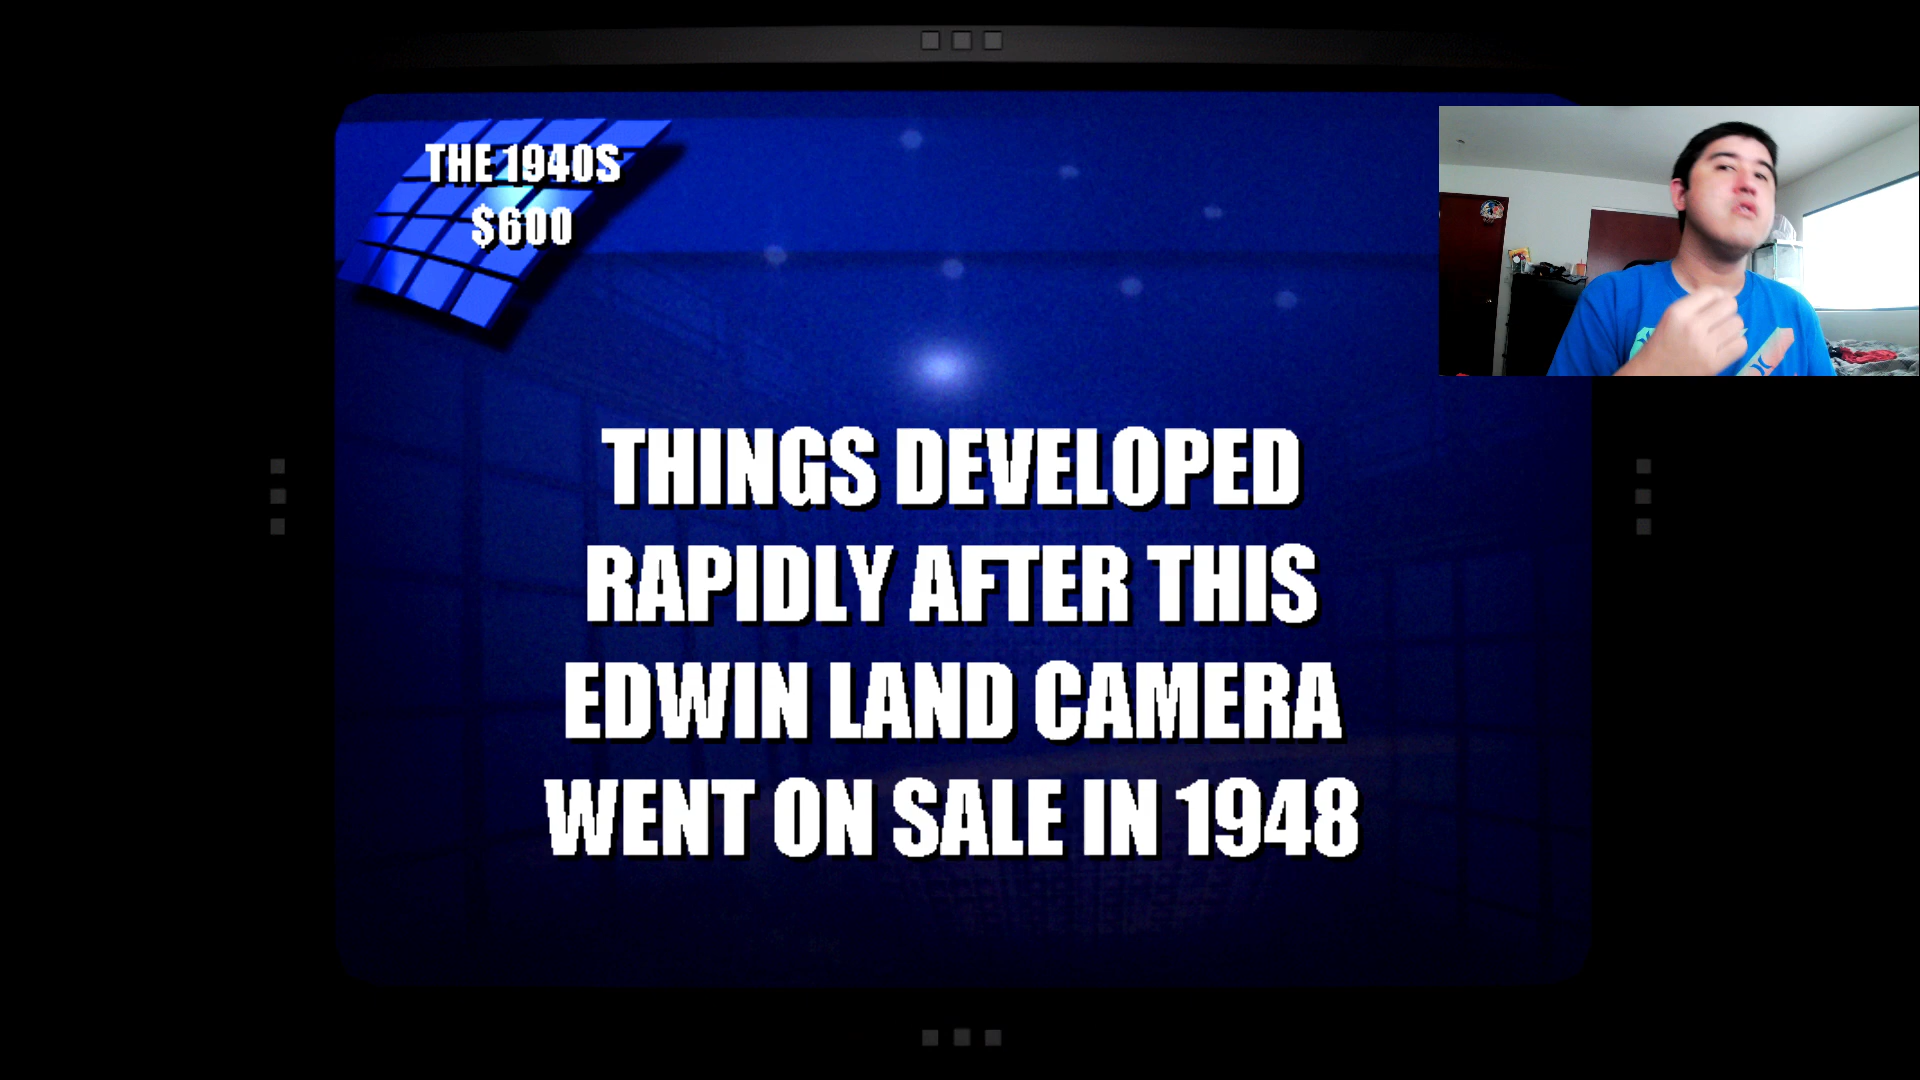 THE 1940S
$600
THINGS DEVELOPED
RAPIDLY AFTER THIS
EDWIN LAND CAMERA
WENT ON SALE IN 1948